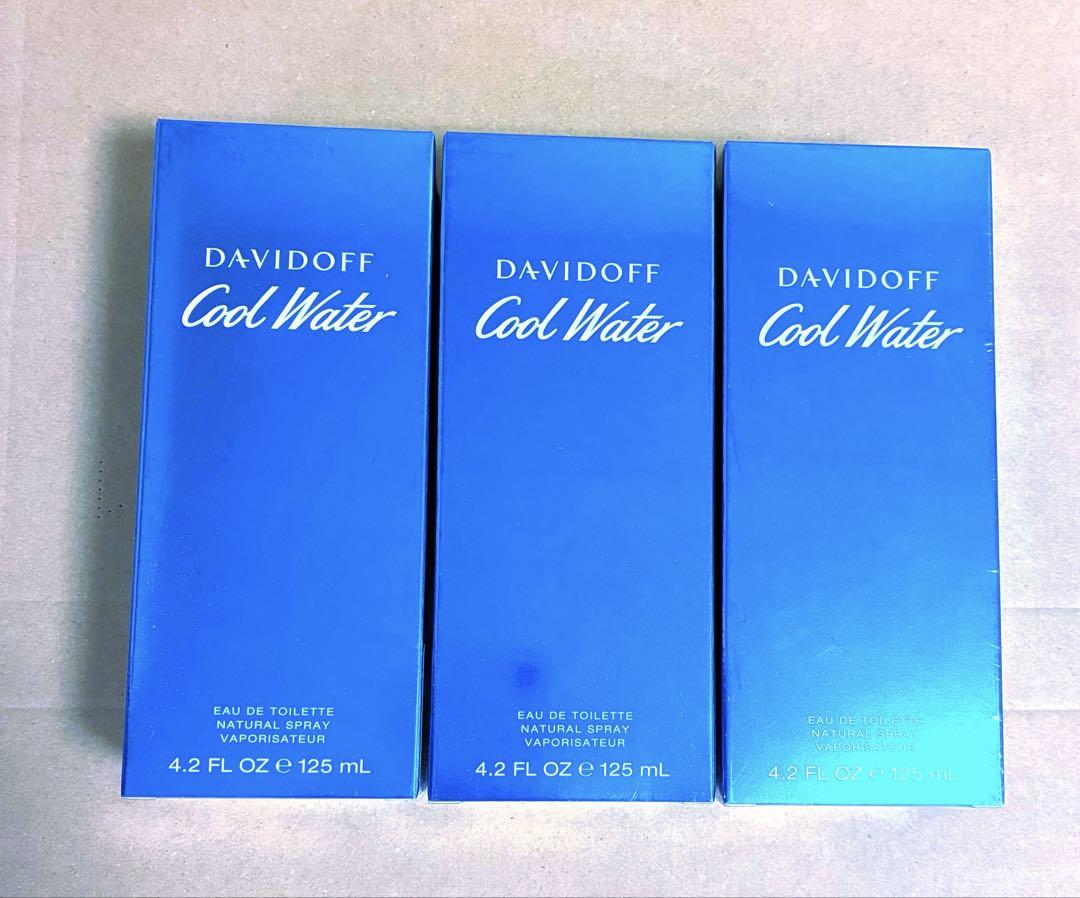 DAVIDOFF
Cool Water
EAU DE TOILETTE
NATURAL SPRAY
VAPORISATEUR
4.2 FL OZ ℮ 125 mL
DAVIDOFF
Cool Water
EAU DE TOILETTE
NATURAL SPRAY
VAPORISATEUR
4.2 FL OZ ℮ 125 mL
DAVIDOFF
Cool Water
EAU DE TOILETTE
NATURAL SPRAY
VAPORISATEUR
4.2 FL OZ ℮ 125 mL